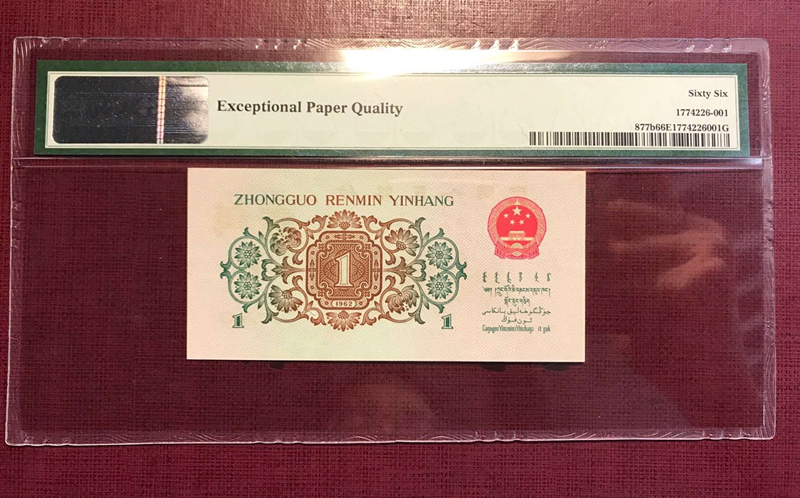 Exceptional Paper Quality
Sixty Six
1774226-001
877b66E1774226001G
ZHONGGUO RENMIN YINHANG
1
1962
1
1